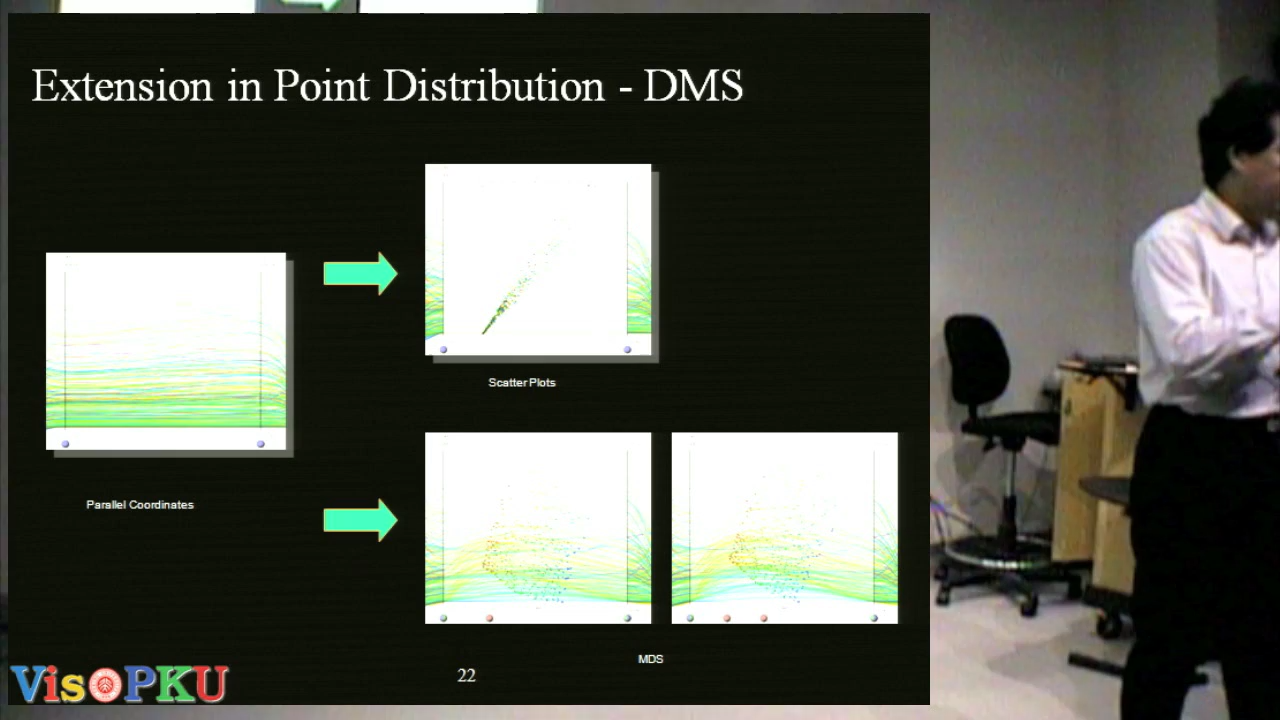 Extension in Point Distribution - DMS
Scatter Plots
Parallel Coordinates
MDS
VisPKU
22